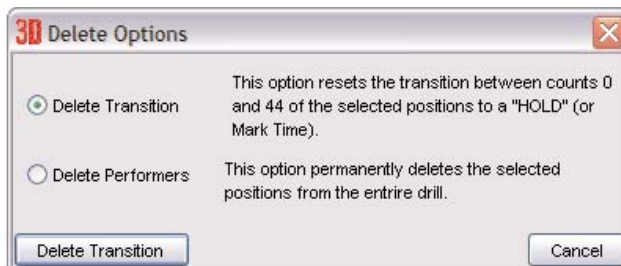 3D Delete Options
Delete Transition
This option resets the transition between counts 0
and 44 of the selected positions to a "HOLD" (or
Mark Time).
Delete Performers
This option permanently deletes the selected
positions from the entrire drill.
Delete Transition
Cancel